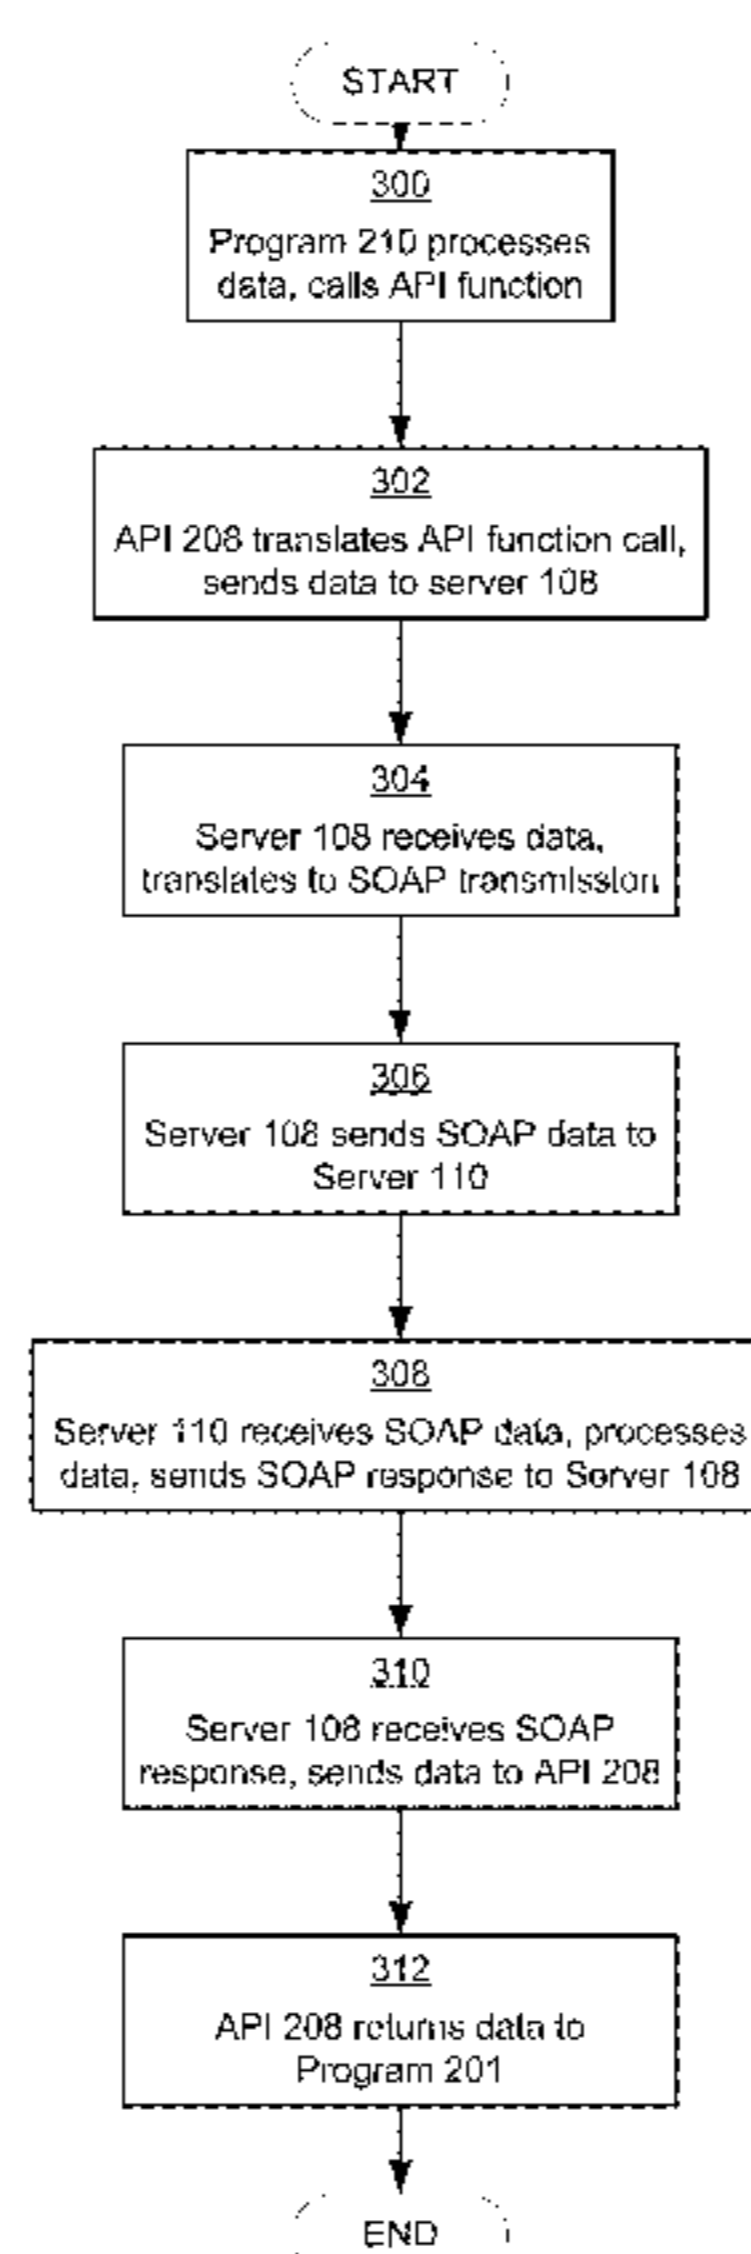 START
300
Program 210 processes
data, calls API function
302
API 208 translates API function call,
sends data to server 108
304
Server 108 receives data,
translates to SOAP transmission
306
Server 108 sends SOAP data to
Server 110
308
Server 110 receives SOAP data, processes
data, sends SOAP response to Server 108
310
Server 108 receives SOAP
response, sends data to API 208
312
API 208 returns data to
Program 201
END